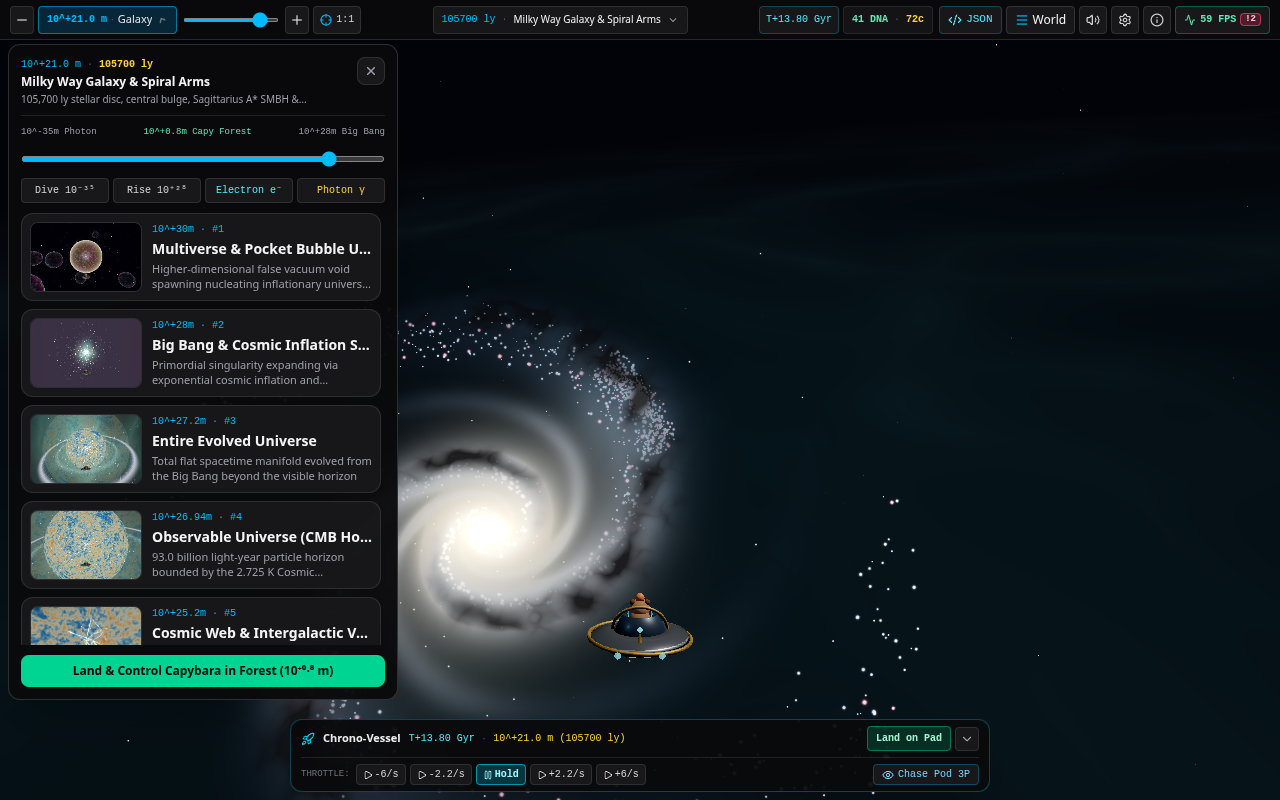 10^+21.0 m · Galaxy
1:1
105700 ly · Milky Way Galaxy & Spiral Arms
T+13.80 Gyr
41 DNA · 72c
JSON
World
59 FPS !2
10^+21.0 m · 105700 ly
Milky Way Galaxy & Spiral Arms
105,700 ly stellar disc, central bulge, Sagittarius A* SMBH &...
10^-35m Photon
10^+0.8m Capy Forest
10^+28m Big Bang
Dive 10⁻³⁵
Rise 10⁺²⁸
Electron e⁻
Photon γ
10^+30m · #1
Multiverse & Pocket Bubble U...
Higher-dimensional false vacuum void
spawning nucleating inflationary univers...
10^+28m · #2
Big Bang & Cosmic Inflation S...
Primordial singularity expanding via
exponential cosmic inflation and...
10^+27.2m · #3
Entire Evolved Universe
Total flat spacetime manifold evolved from
the Big Bang beyond the visible horizon
10^+26.94m · #4
Observable Universe (CMB Ho...
93.0 billion light-year particle horizon
bounded by the 2.725 K Cosmic...
10^+25.2m · #5
Cosmic Web & Intergalactic V...
Land & Control Capybara in Forest (10⁺⁰·⁸ m)
Chrono-Vessel T+13.80 Gyr · 10^+21.0 m (105700 ly)
Land on Pad
THROTTLE:
-6/s
-2.2/s
Hold
+2.2/s
+6/s
Chase Pod 3P